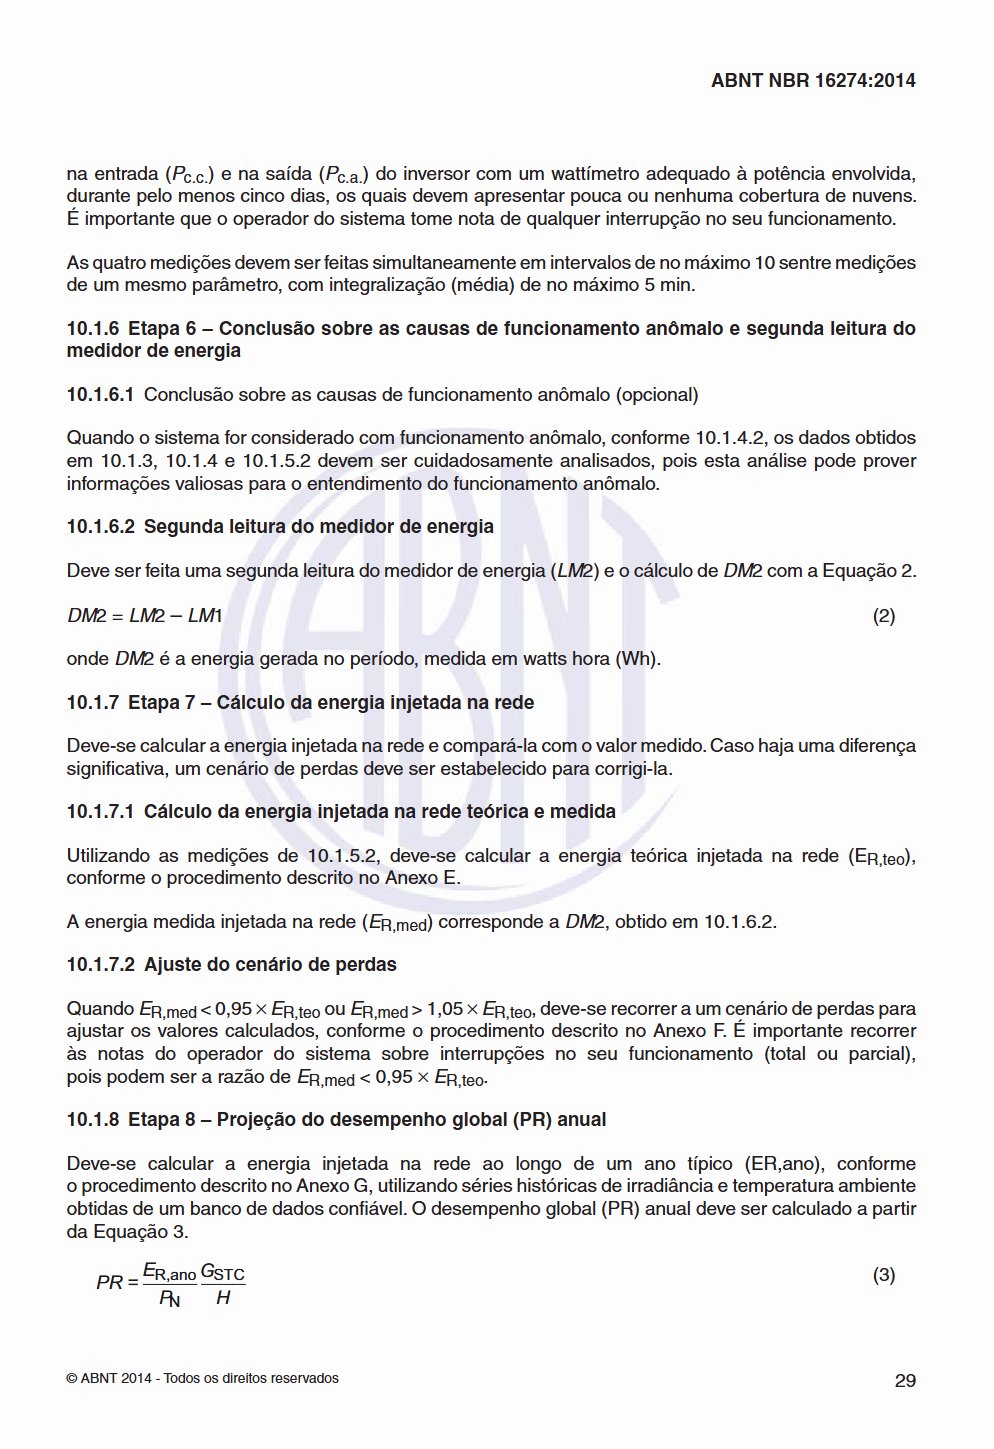 ABNT NBR 16274:2014
na entrada (Pc.c.) e na saída (Pc.a.) do inversor com um wattímetro adequado à potência envolvida,
durante pelo menos cinco dias, os quais devem apresentar pouca ou nenhuma cobertura de nuvens.
É importante que o operador do sistema tome nota de qualquer interrupção no seu funcionamento.
As quatro medições devem ser feitas simultaneamente em intervalos de no máximo 10 sentre medições
de um mesmo parâmetro, com integralização (média) de no máximo 5 min.
10.1.6 Etapa 6 – Conclusão sobre as causas de funcionamento anômalo e segunda leitura do
medidor de energia
10.1.6.1 Conclusão sobre as causas de funcionamento anômalo (opcional)
Quando o sistema for considerado com funcionamento anômalo, conforme 10.1.4.2, os dados obtidos
em 10.1.3, 10.1.4 e 10.1.5.2 devem ser cuidadosamente analisados, pois esta análise pode prover
informações valiosas para o entendimento do funcionamento anômalo.
10.1.6.2 Segunda leitura do medidor de energia
Deve ser feita uma segunda leitura do medidor de energia (LM2) e o cálculo de DM2 com a Equação 2.
DM2 = LM2 – LM1 (2)
onde DM2 é a energia gerada no período, medida em watts hora (Wh).
10.1.7 Etapa 7 – Cálculo da energia injetada na rede
Deve-se calcular a energia injetada na rede e compará-la com o valor medido. Caso haja uma diferença
significativa, um cenário de perdas deve ser estabelecido para corrigi-la.
10.1.7.1 Cálculo da energia injetada na rede teórica e medida
Utilizando as medições de 10.1.5.2, deve-se calcular a energia teórica injetada na rede (ER,teo),
conforme o procedimento descrito no Anexo E.
A energia medida injetada na rede (ER,med) corresponde a DM2, obtido em 10.1.6.2.
10.1.7.2 Ajuste do cenário de perdas
Quando ER,med < 0,95 × ER,teo ou ER,med > 1,05 × ER,teo, deve-se recorrer a um cenário de perdas para
ajustar os valores calculados, conforme o procedimento descrito no Anexo F. É importante recorrer
às notas do operador do sistema sobre interrupções no seu funcionamento (total ou parcial),
pois podem ser a razão de ER,med < 0,95 × ER,teo.
10.1.8 Etapa 8 – Projeção do desempenho global (PR) anual
Deve-se calcular a energia injetada na rede ao longo de um ano típico (ER,ano), conforme
o procedimento descrito no Anexo G, utilizando séries históricas de irradiância e temperatura ambiente
obtidas de um banco de dados confiável. O desempenho global (PR) anual deve ser calculado a partir
da Equação 3.
ER,ano GSTC
PR = (3)
PN H
© ABNT 2014 - Todos os direitos reservados 29
ABNT